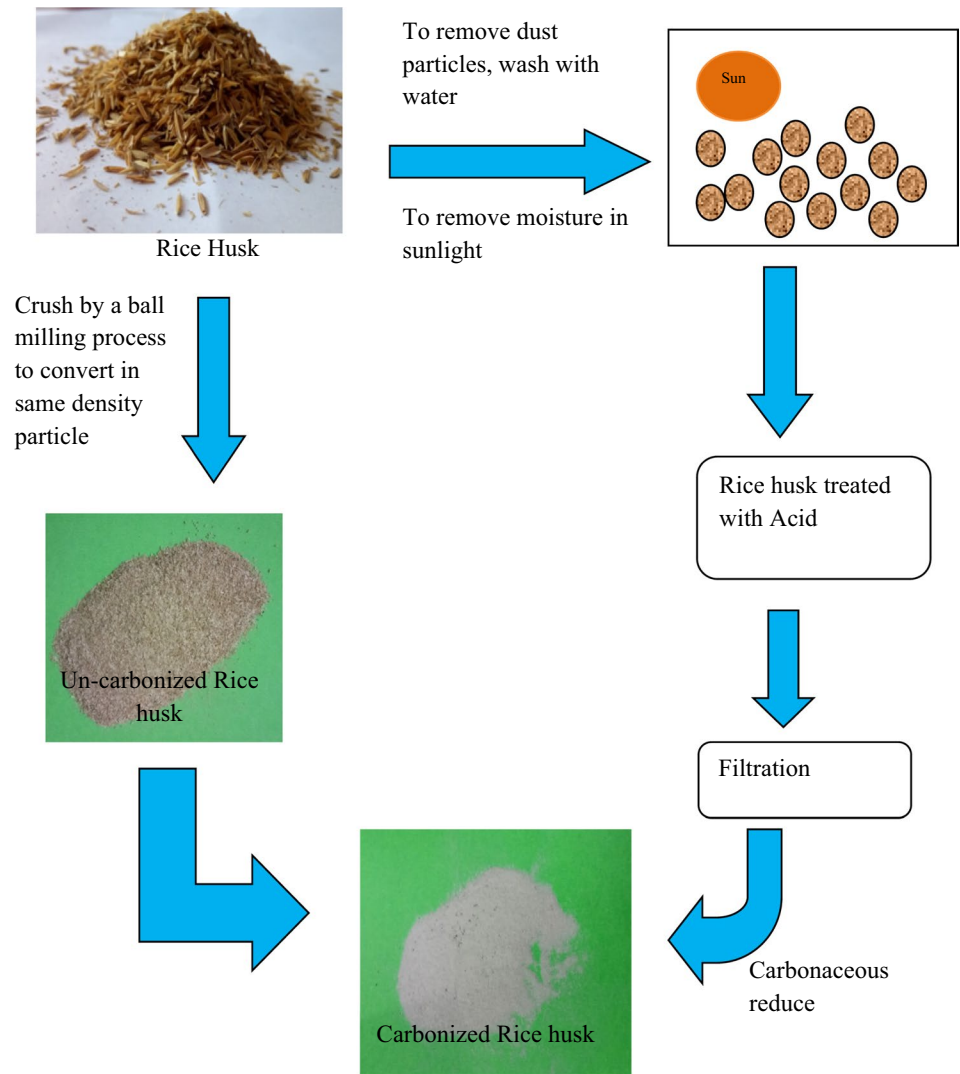 To remove dust
particles, wash with
water
Sun
To remove moisture in
sunlight
Rice Husk
Crush by a ball
milling process
to convert in
same density
particle
Rice husk treated
with Acid
Un-carbonized Rice
husk
Filtration
Carbonaceous
reduce
Carbonized Rice husk